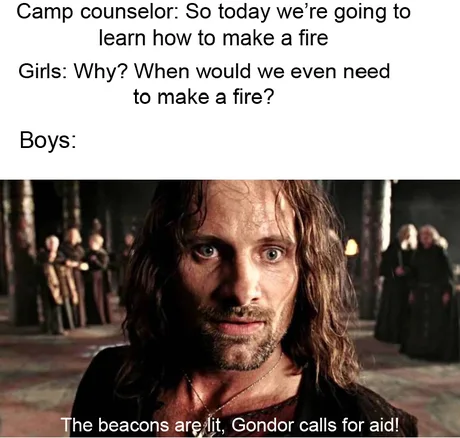 Camp counselor: So today we’re going to
learn how to make a fire
Girls: Why? When would we even need
to make a fire?
Boys:
The beacons are lit, Gondor calls for aid!